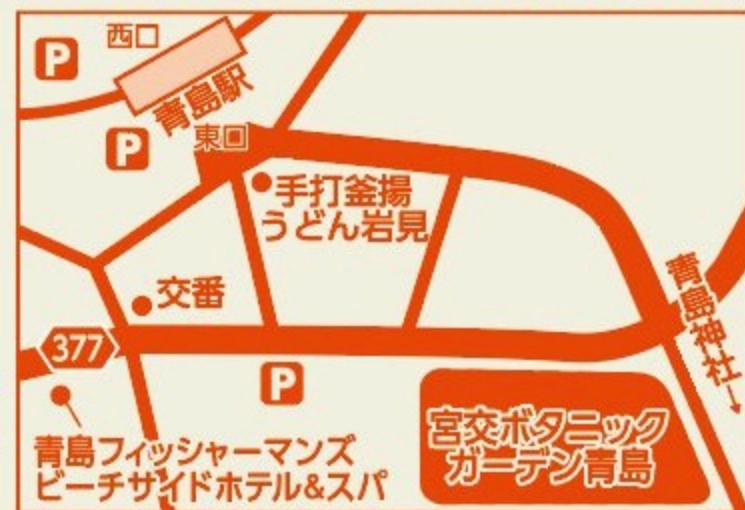 西口
P
青島駅
P
東口
手打釜揚
うどん岩見
交番
377
P
青島神社↓
青島フィッシャーマンズ
ビーチサイドホテル&スパ
宮交ボタニック
ガーデン青島